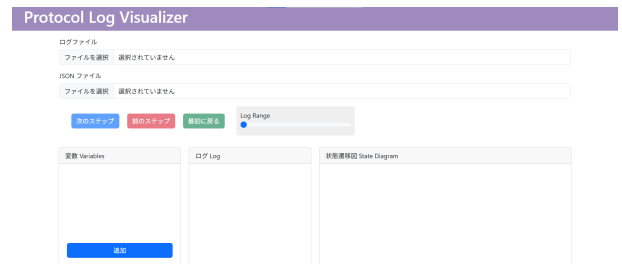 Protocol Log Visualizer
ログファイル
ファイルを選択 選択されていません
JSON ファイル
ファイルを選択 選択されていません
次のステップ 前のステップ 最初に戻る Log Range
変数 Variables ログ Log 状態遷移図 State Diagram
追加